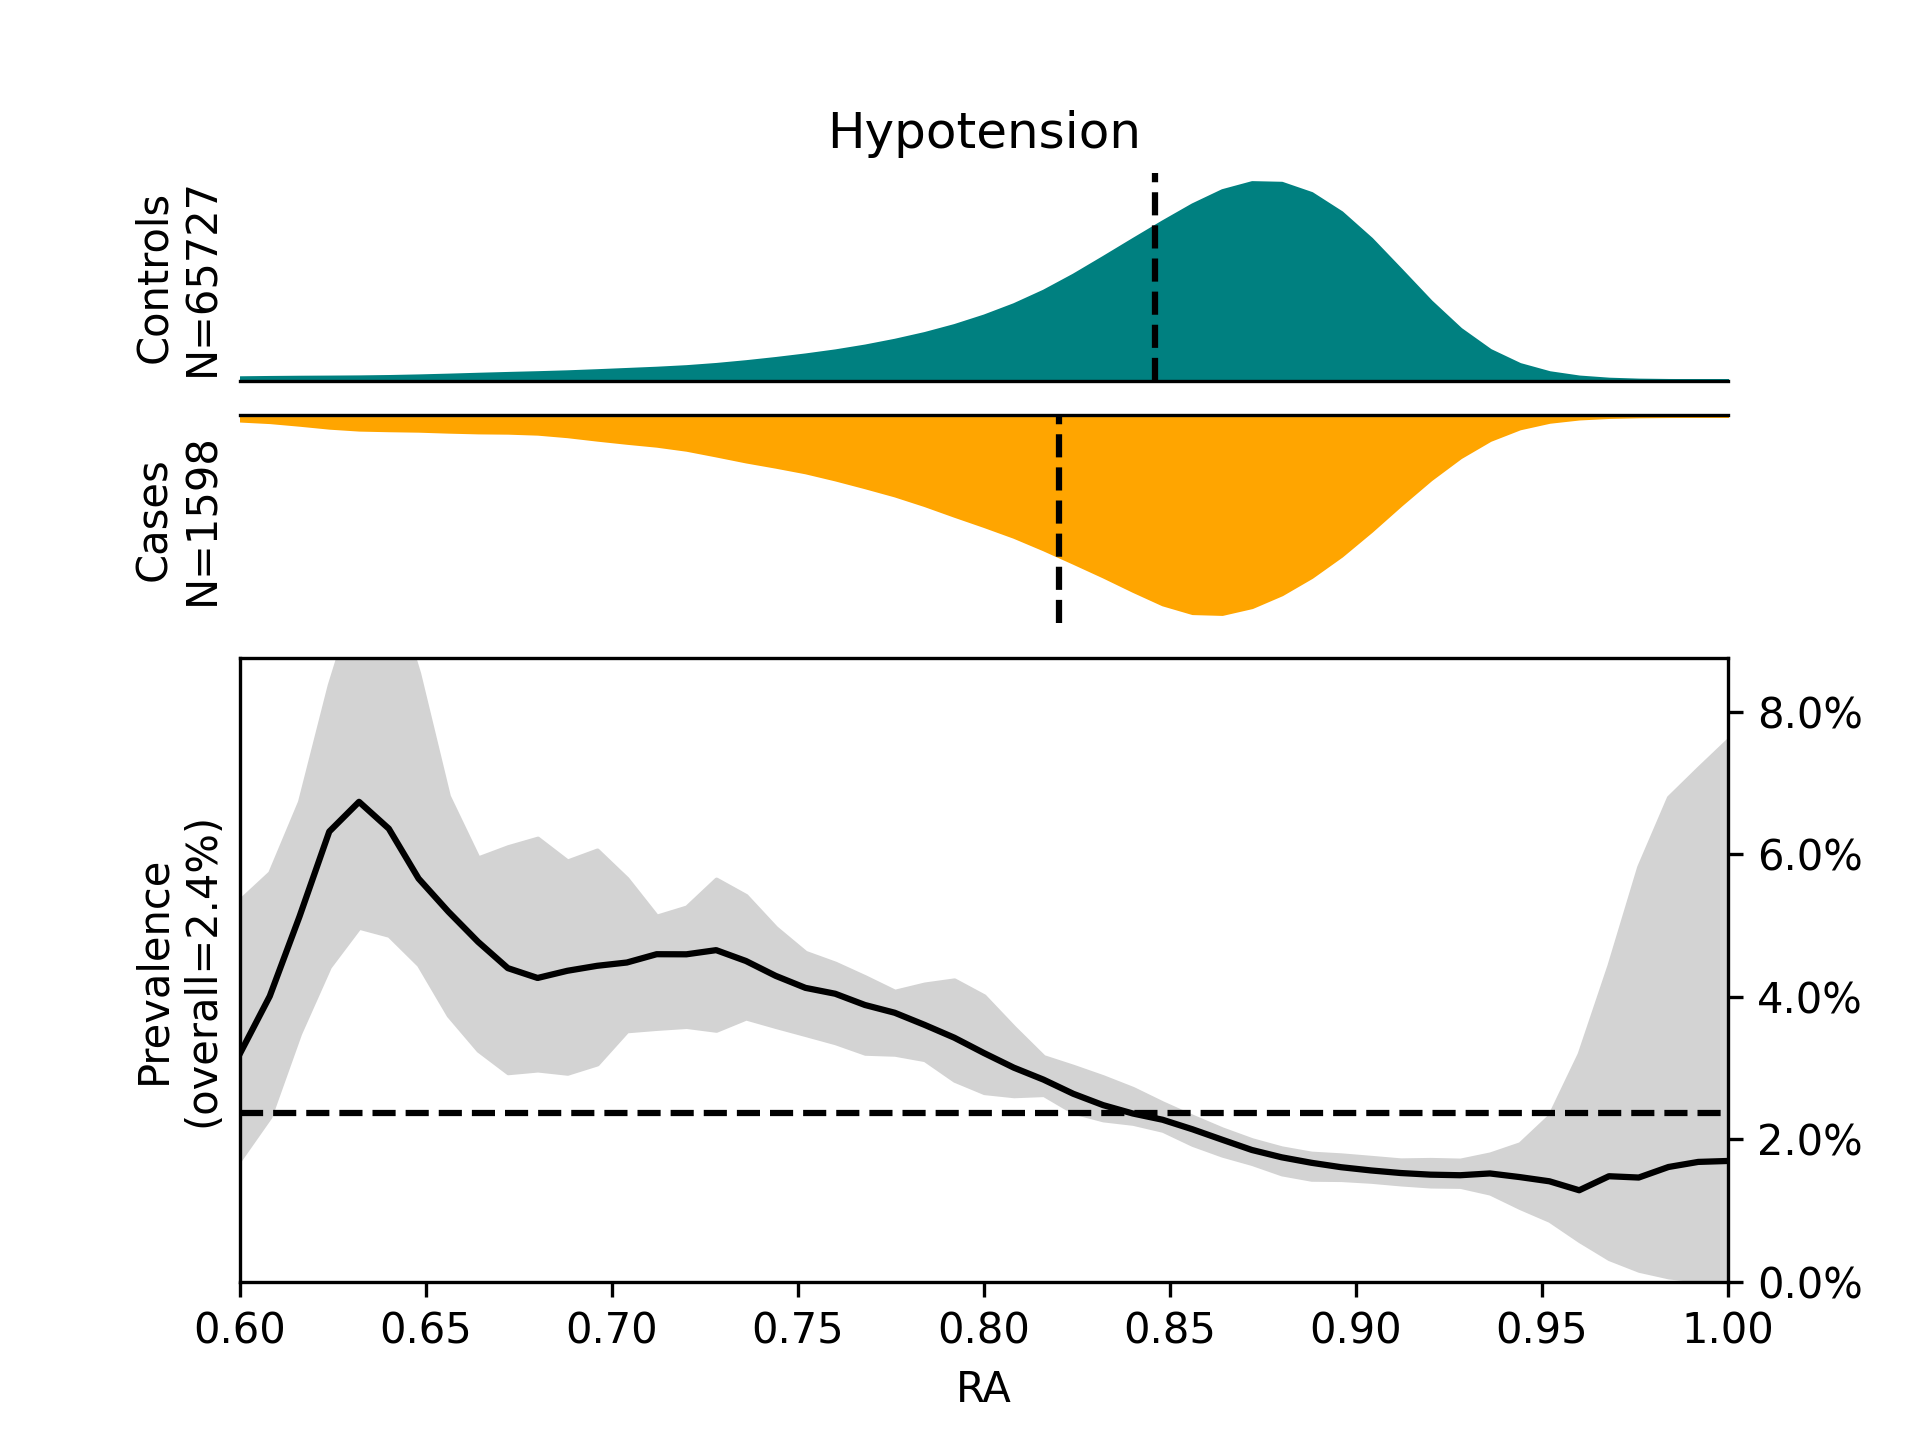 Hypotension
Controls
N=65727
Cases
N=1598
Prevalence
(overall=2.4%)
8.0%
6.0%
4.0%
2.0%
0.0%
0.60 0.65 0.70 0.75 0.80 0.85 0.90 0.95 1.00
RA